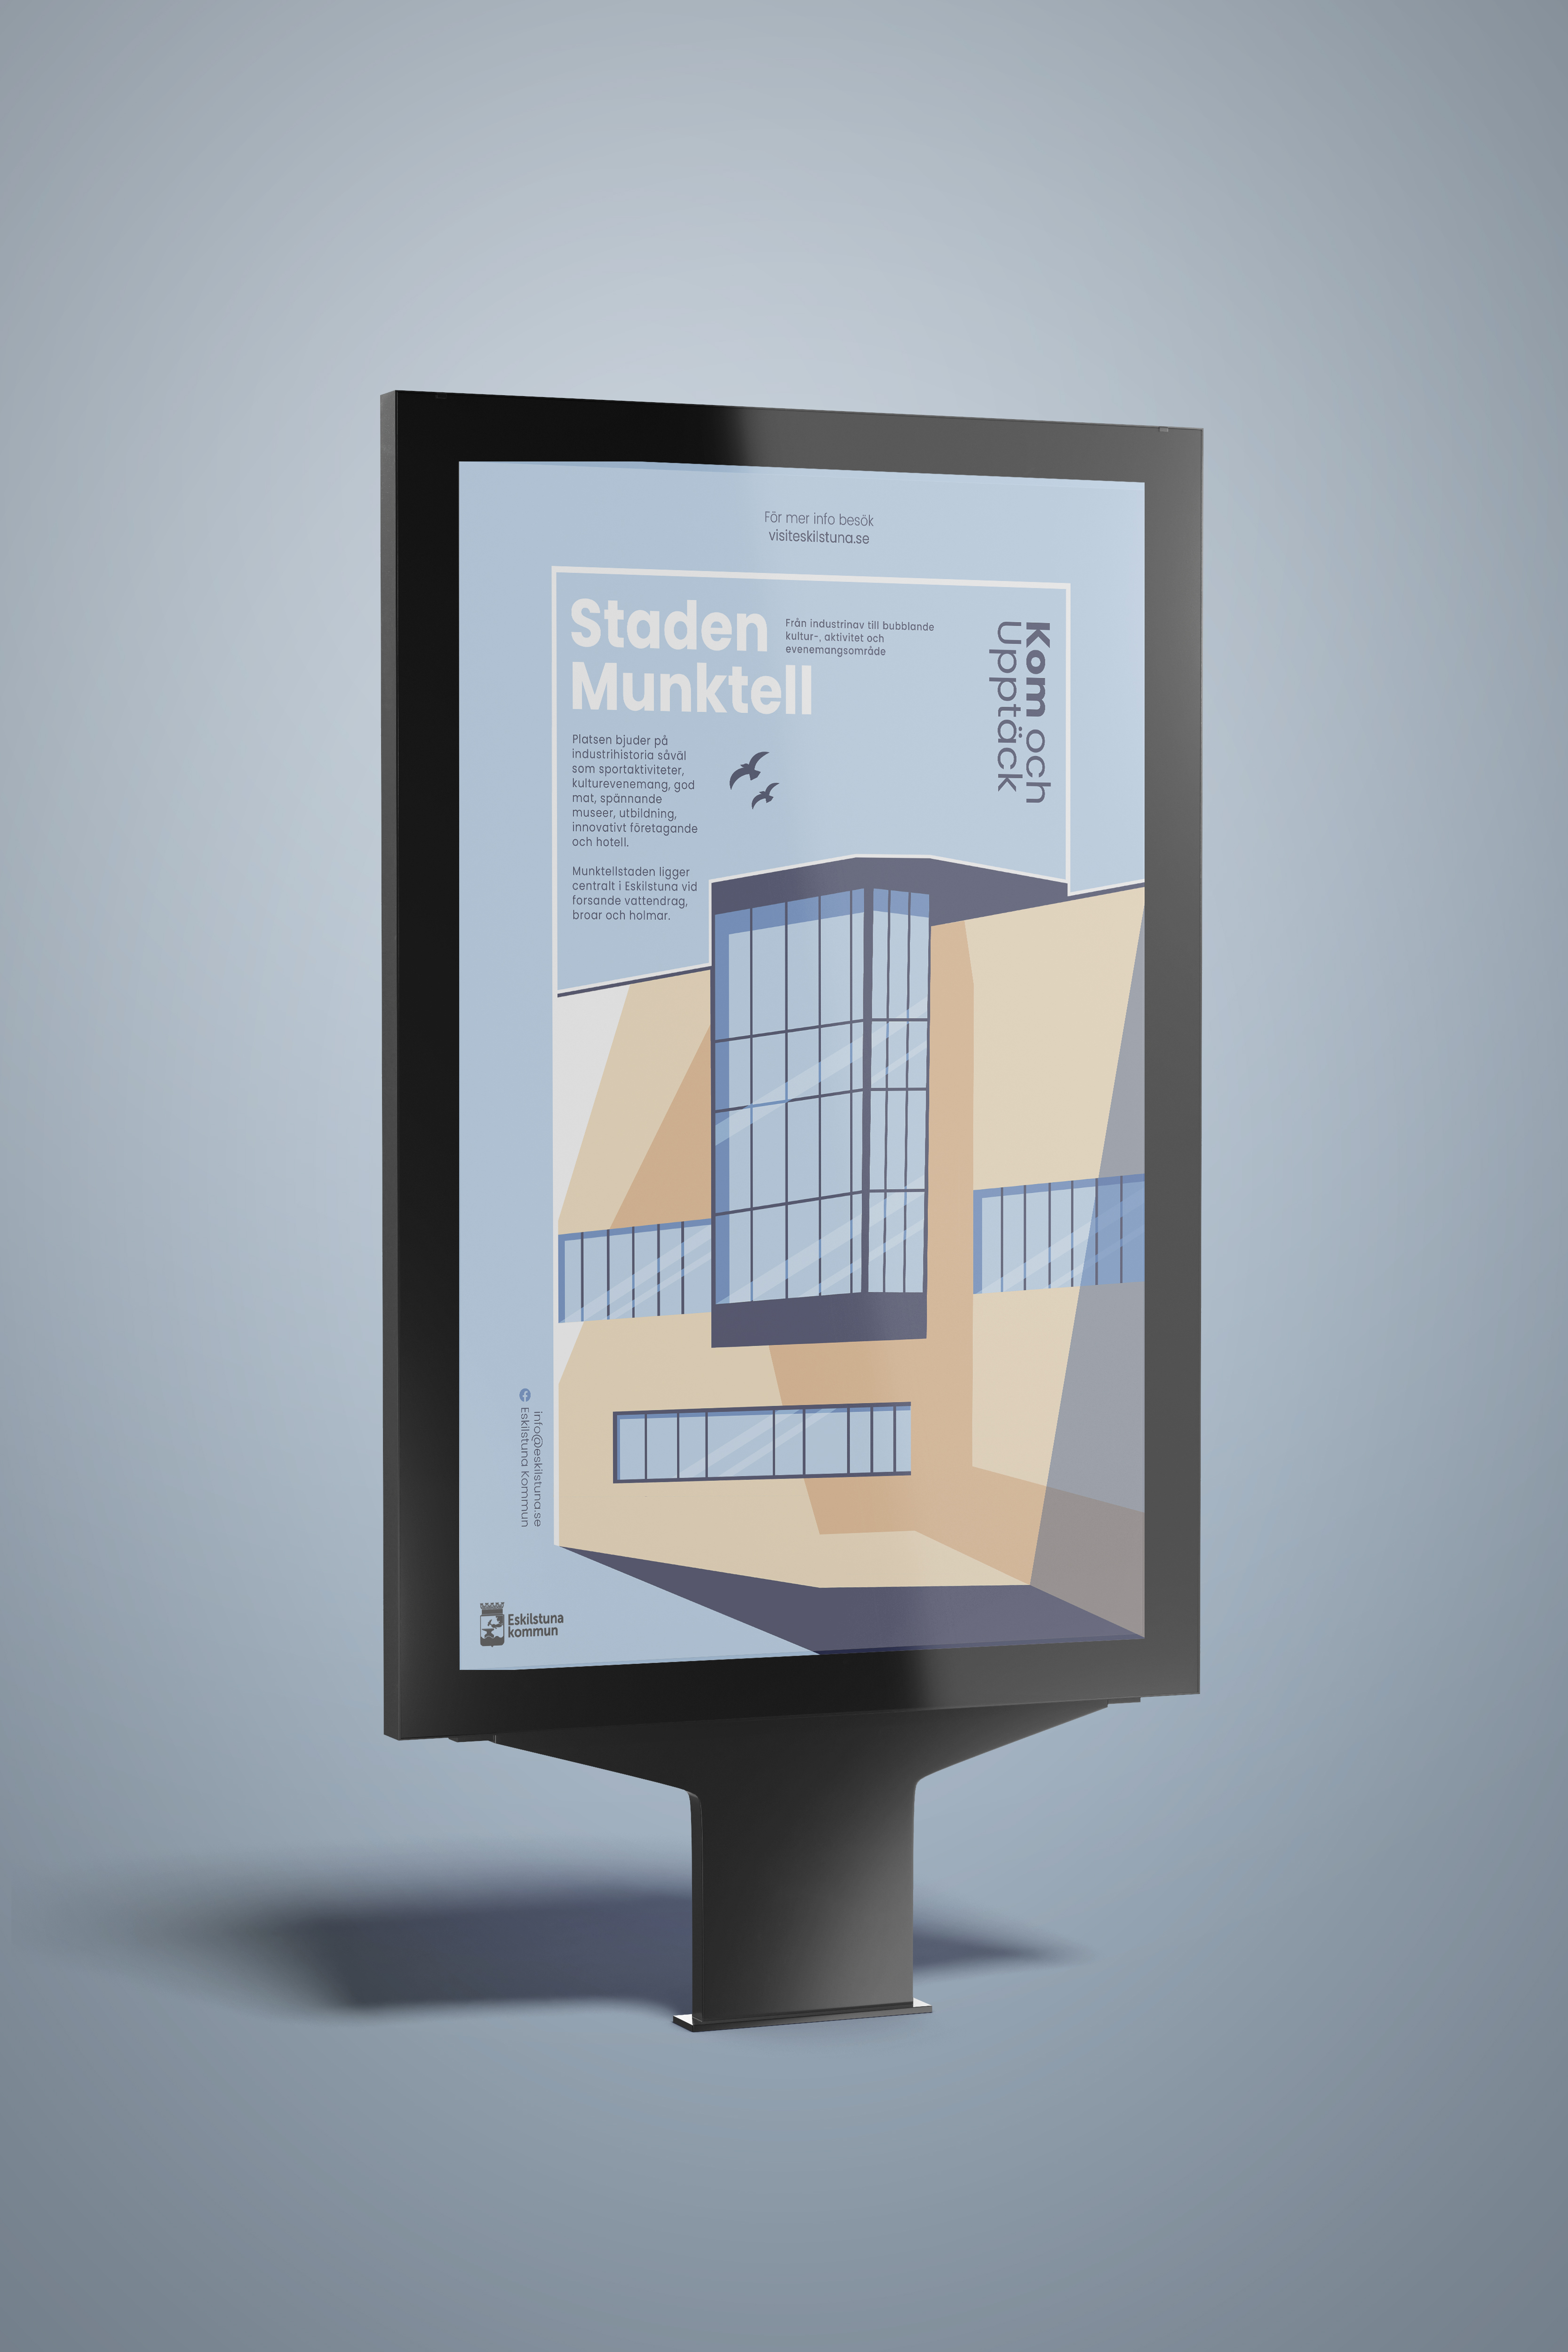 För mer info besök
visiteskilstuna.se
Staden
Munktell
Från industrinav till bubblande
kultur-, aktivitet och
evenemangsområde
Kom och
Upptäck
Platsen bjuder på
industrihistoria såväl
som sportaktiviteter,
kulturevenemang, god
mat, spännande
museer, utbildning,
innovativt företagande
och hotell.
Munktellstaden ligger
centralt i Eskilstuna vid
forsande vattendrag,
broar och holmar.
info@eskilstuna.se
Eskilstuna Kommun
Eskilstuna
kommun